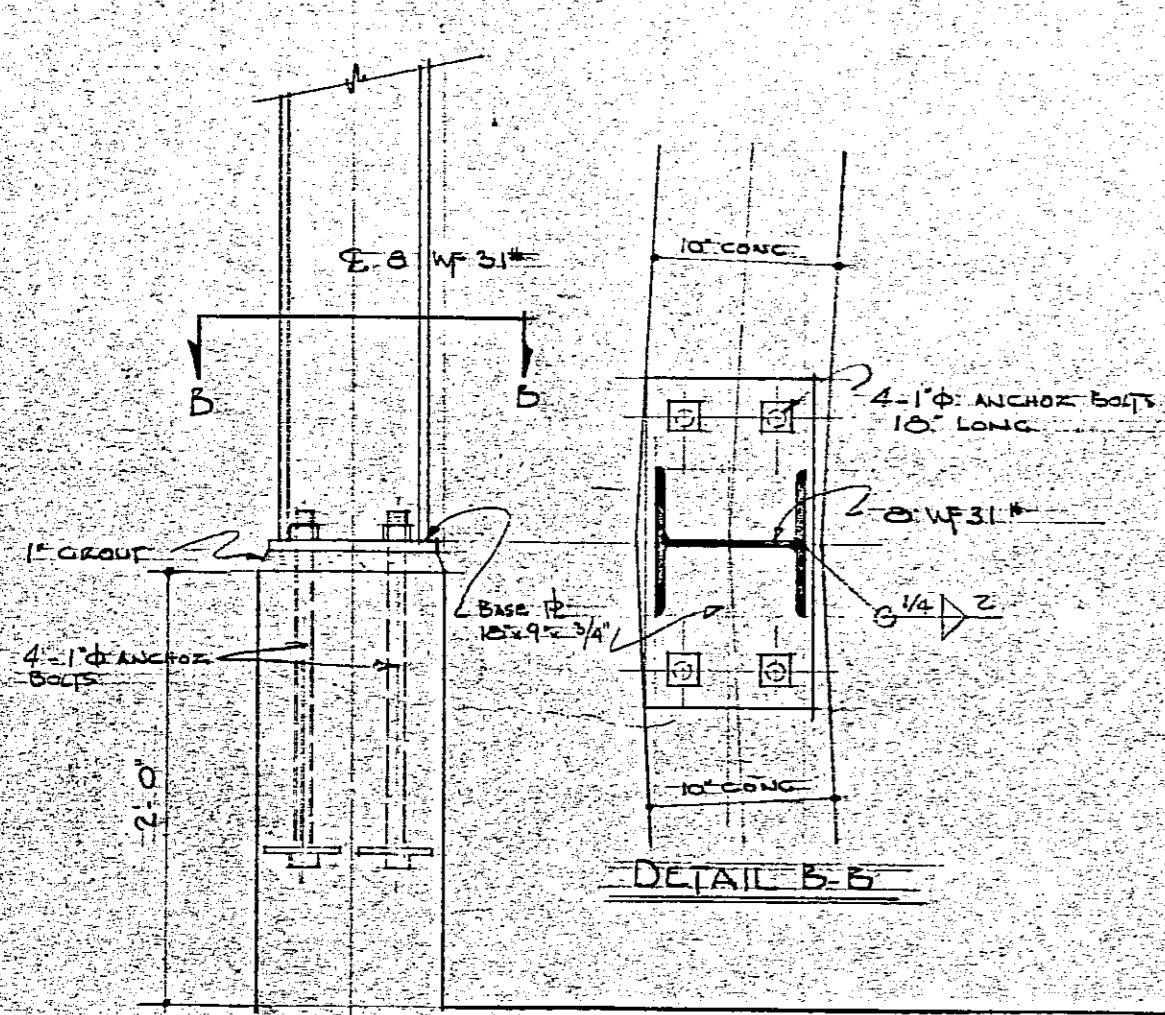 ℄ 8 WF 31#
10" CONC
B
B
4-1"Φ ANCHOR BOLTS
18" LONG
8 WF 31#
1" GROUT
BASE PL
18"x9"x3/4"
1/4
2
4-1"Φ ANCHOR
BOLTS
2'-0"
10" CONC
DETAIL B-B